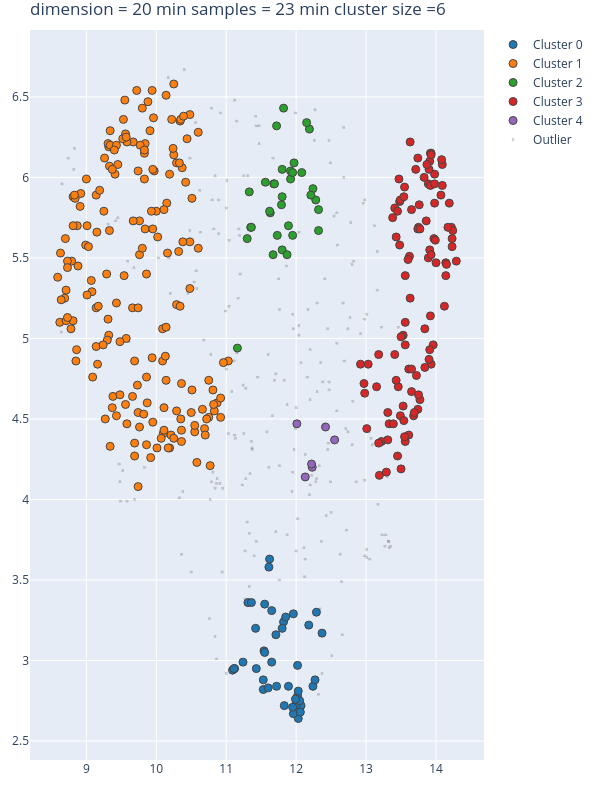 dimension = 20 min samples = 23 min cluster size =6
Cluster 0
Cluster 1
Cluster 2
Cluster 3
Cluster 4
Outlier
6.5
6
5.5
5
4.5
4
3.5
3
2.5
9 10 11 12 13 14